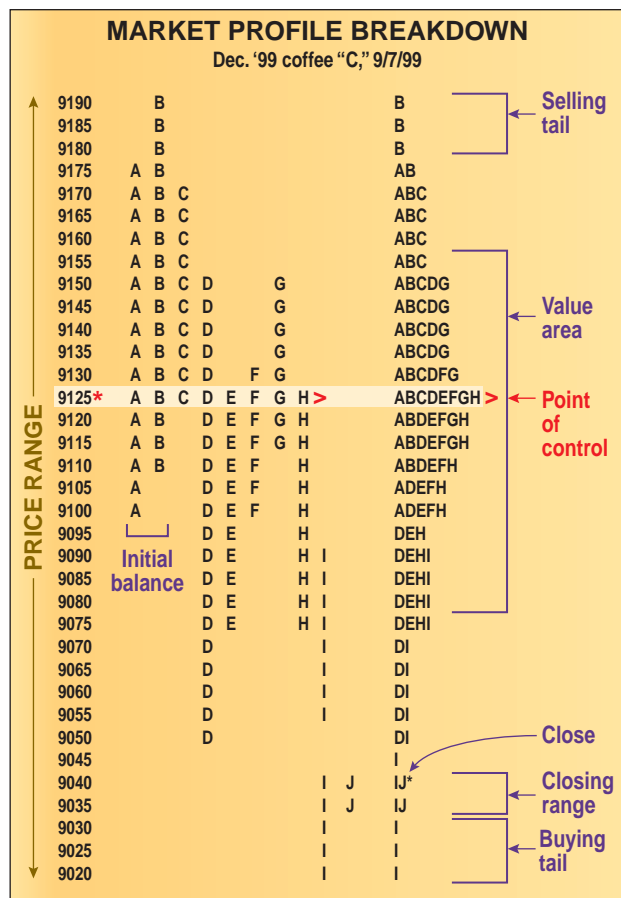 MARKET PROFILE BREAKDOWN
Dec. ‘99 coffee “C,” 9/7/99
PRICE RANGE
9190 B B
9185 B B
9180 B B
9175 A B AB
9170 A B C ABC
9165 A B C ABC
9160 A B C ABC
9155 A B C ABC
9150 A B C D G ABCDG
9145 A B C D G ABCDG
9140 A B C D G ABCDG
9135 A B C D G ABCDG
9130 A B C D F G ABCDFG
9125* A B C D E F G H > ABCDEFGH >
9120 A B D E F G H ABDEFGH
9115 A B D E F G H ABDEFGH
9110 A B D E F H ABDEFH
9105 A D E F H ADEFH
9100 A D E F H ADEFH
9095 D E H DEH
9090 D E H I DEHI
9085 D E H I DEHI
9080 D E H I DEHI
9075 D E H I DEHI
9070 D I DI
9065 D I DI
9060 D I DI
9055 D I DI
9050 D DI
9045 I
9040 I J IJ*
9035 I J IJ
9030 I I
9025 I I
9020 I I
Initial
balance
Selling
tail
Value
area
Point
of
control
Close
Closing
range
Buying
tail